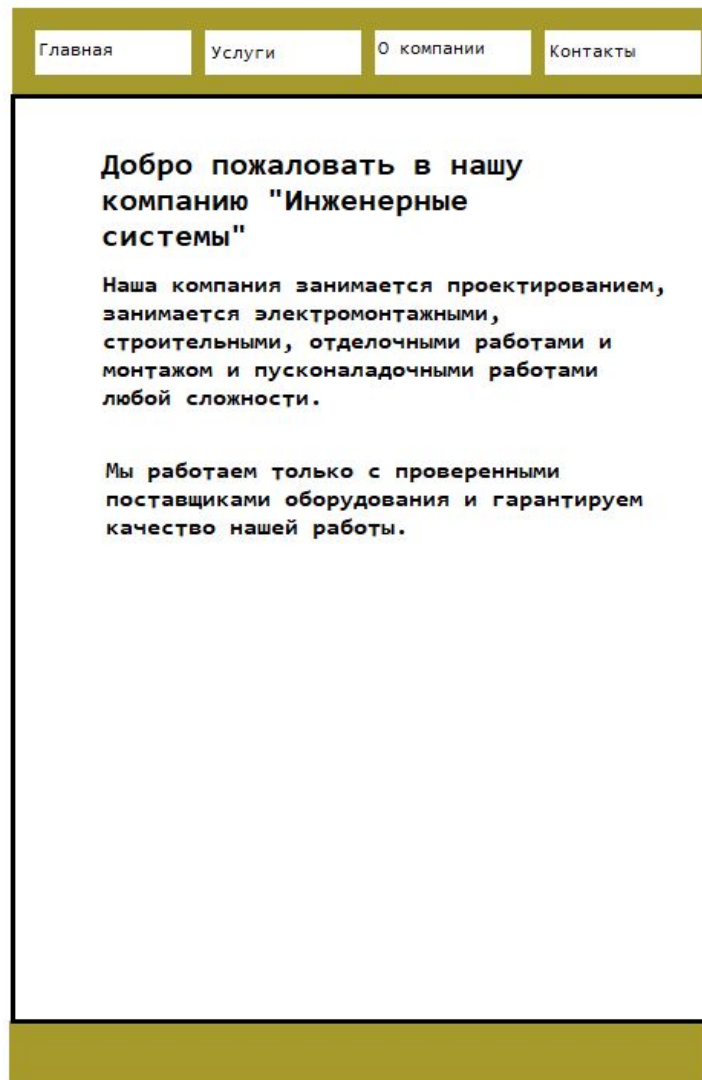 Главная
Услуги
О компании
Контакты
Добро пожаловать в нашу
компанию "Инженерные
системы"
Наша компания занимается проектированием,
занимается электромонтажными,
строительными, отделочными работами и
монтажом и пусконаладочными работами
любой сложности.
Мы работаем только с проверенными
поставщиками оборудования и гарантируем
качество нашей работы.